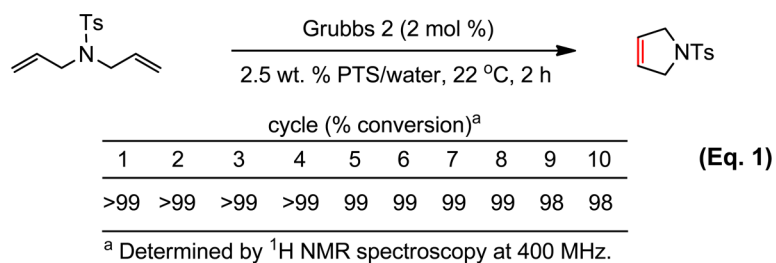 Ts
N
Grubbs 2 (2 mol %)
2.5 wt. % PTS/water, 22 °C, 2 h
N Ts
cycle (% conversion)ᵃ
1 2 3 4 5 6 7 8 9 10
>99 >99 >99 >99 99 99 99 99 98 98
(Eq. 1)
ᵃ Determined by ¹H NMR spectroscopy at 400 MHz.